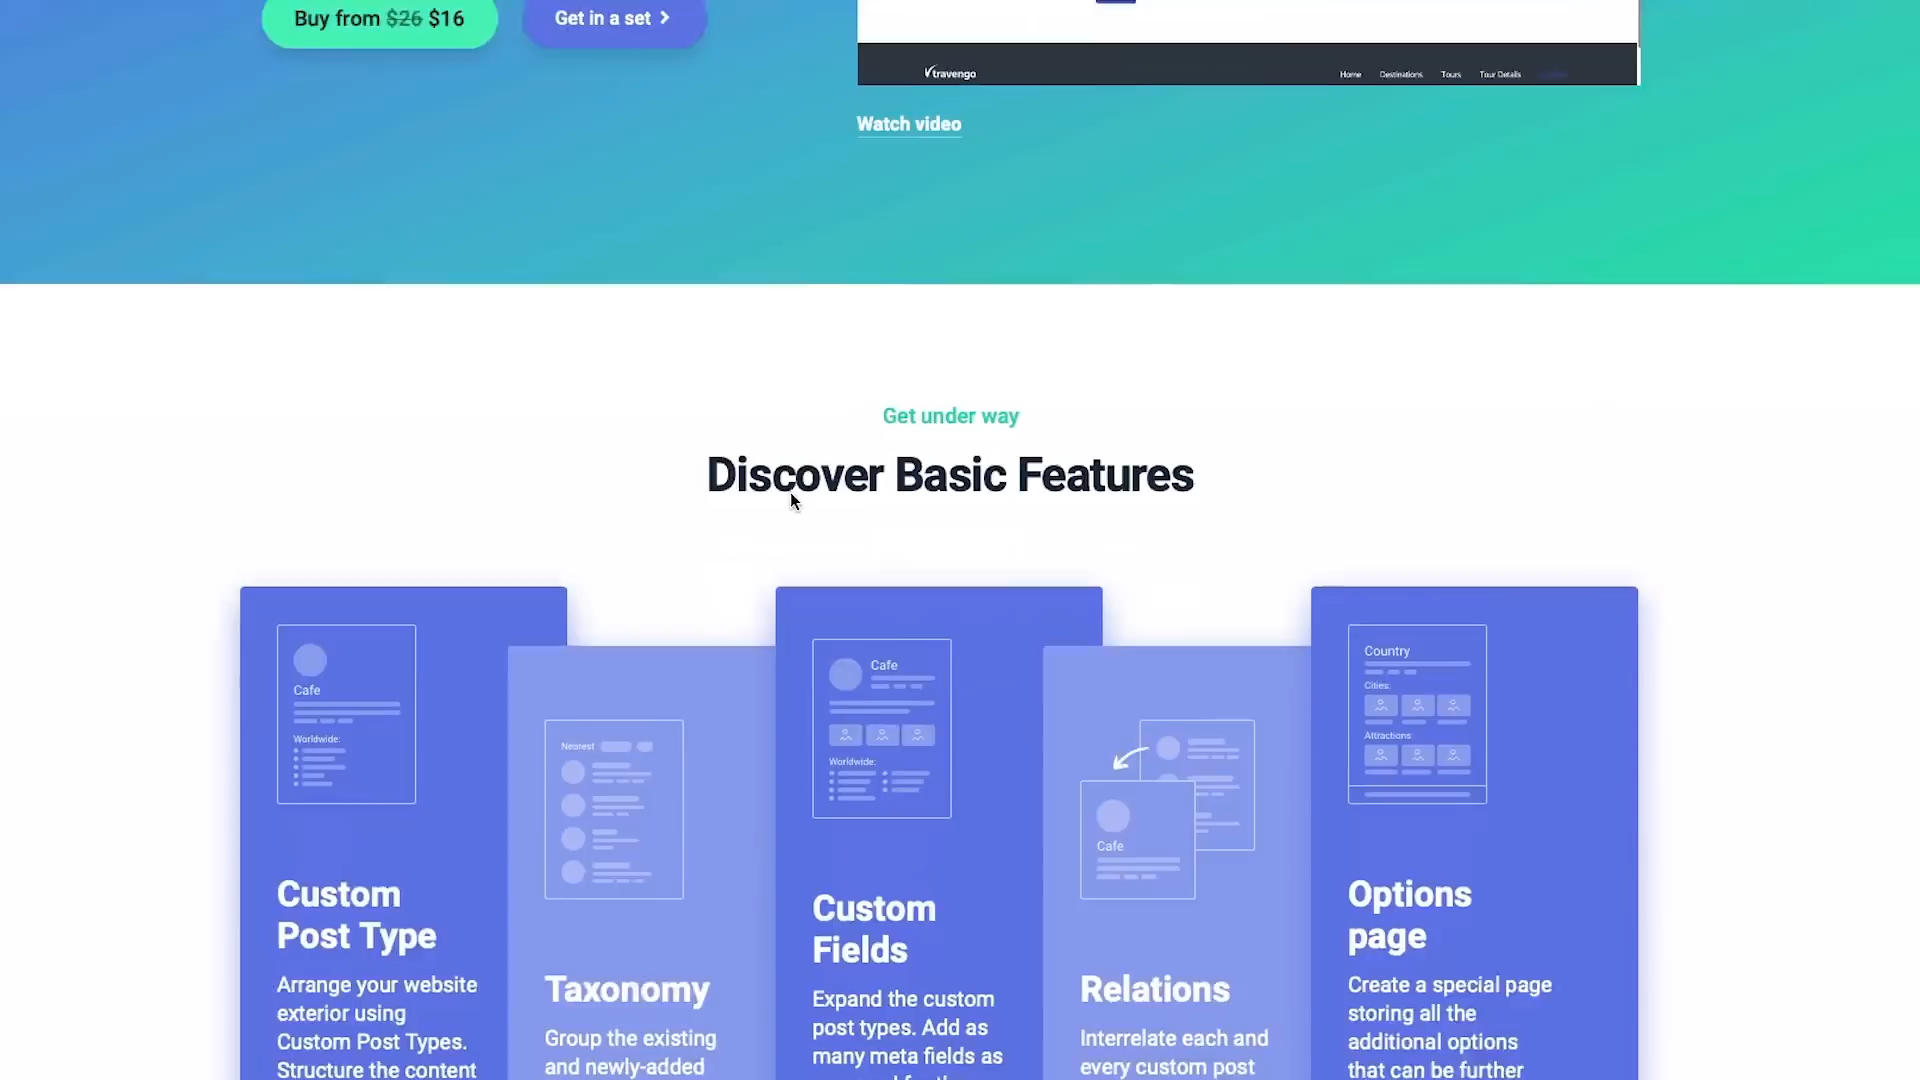 Buy from $26 $16
Get in a set
travengo
Home
Destinations
Tours
Tour Details
Watch video
Get under way
Discover Basic Features
Cafe
Worldwide:
Custom
Post Type
Arrange your website
exterior using
Custom Post Types.
Structure the content
Nearest
Taxonomy
Group the existing
and newly-added
Cafe
Worldwide:
Custom
Fields
Expand the custom
post types. Add as
many meta fields as
Cafe
Relations
Interrelate each and
every custom post
Country
Cities:
Attractions
Options
page
Create a special page
storing all the
additional options
that can be further